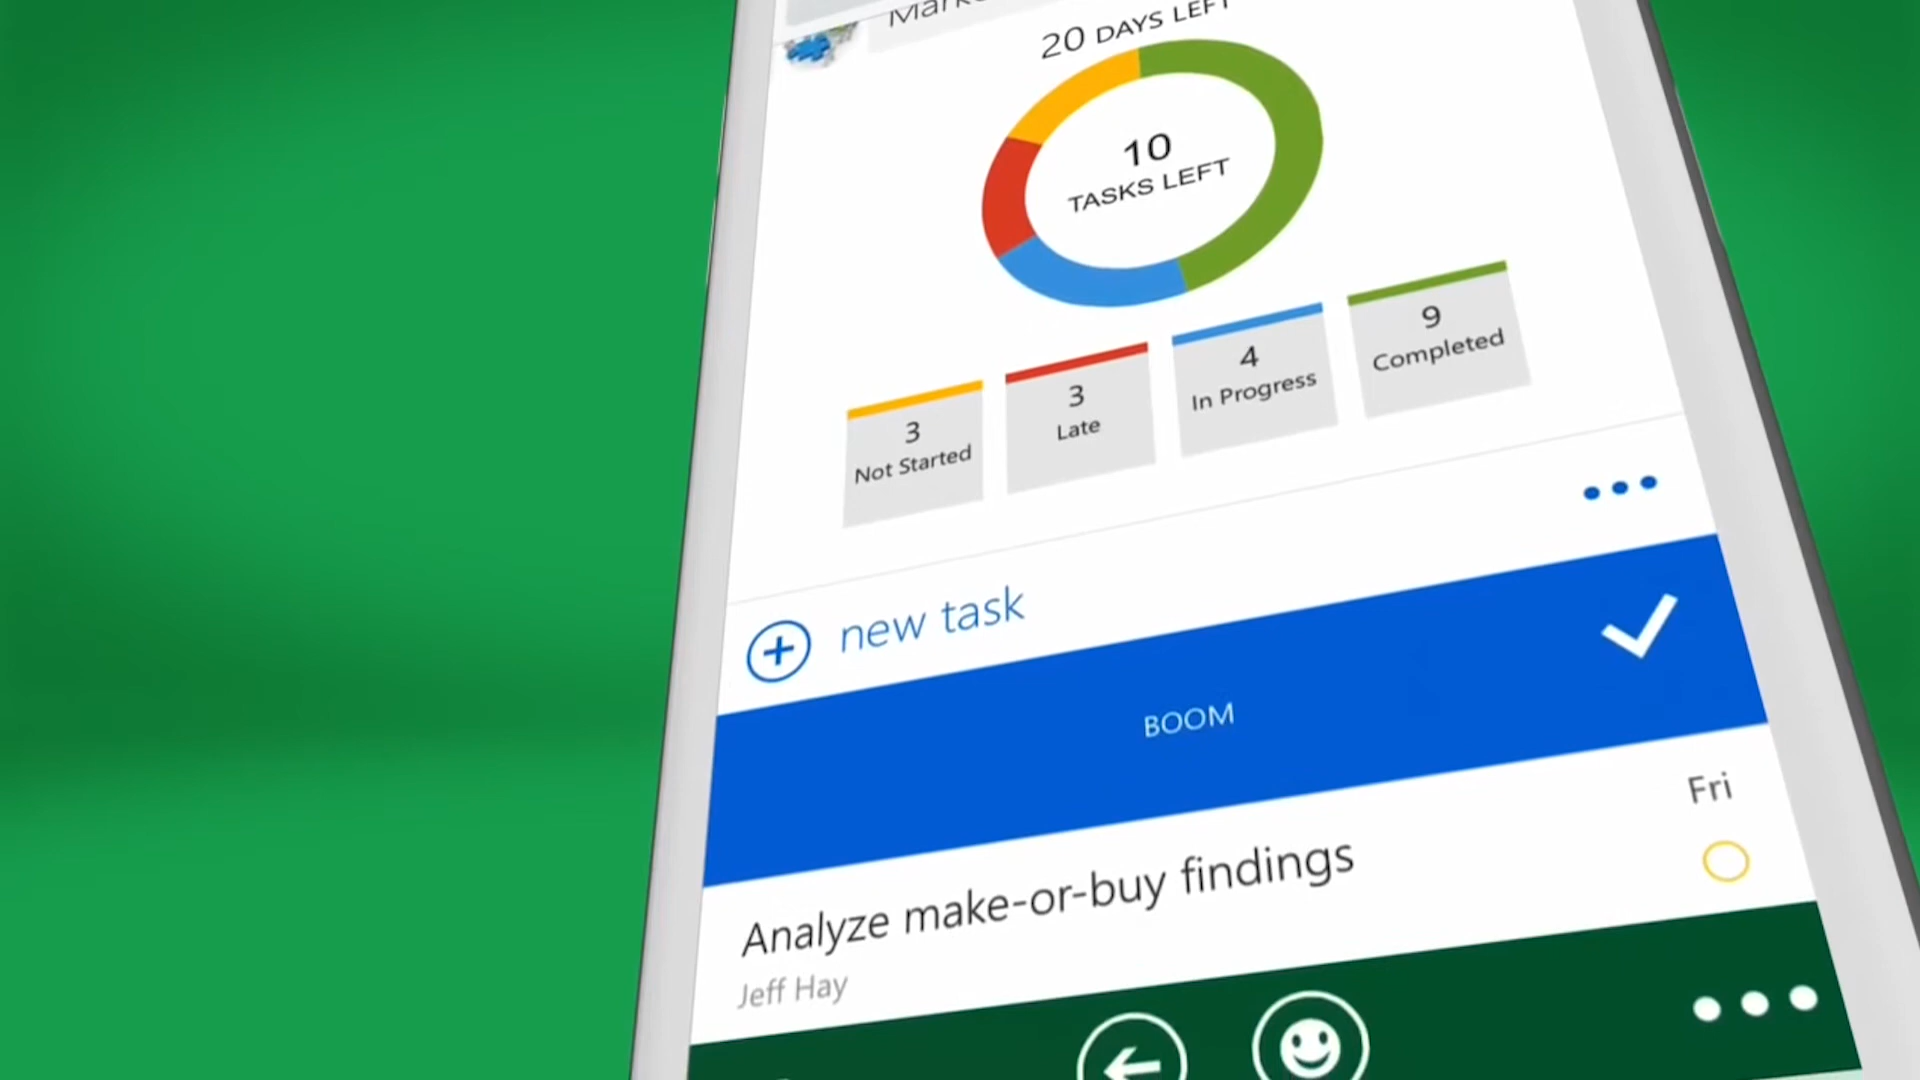 20 DAYS LEFT
10
TASKS LEFT
3
Not Started
3
Late
4
In Progress
9
Completed
new task
BOOM
Fri
Analyze make-or-buy findings
Jeff Hay